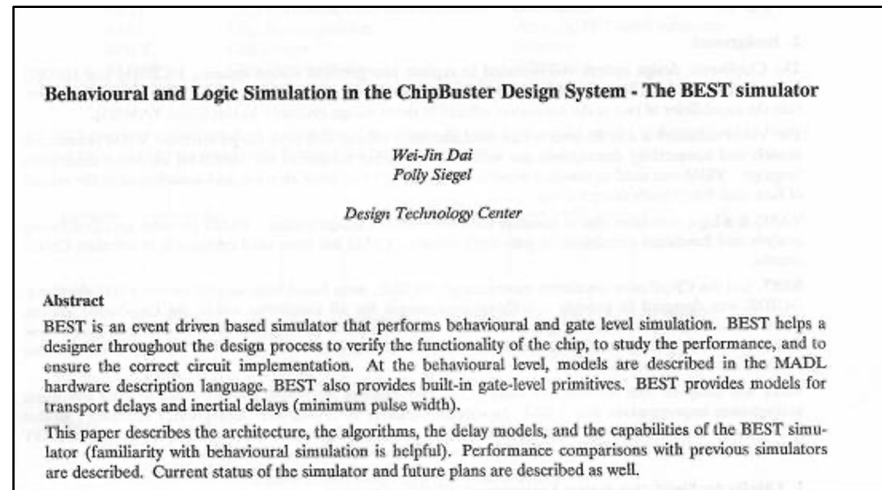 Behavioural and Logic Simulation in the ChipBuster Design System - The BEST simulator
Wei-Jin Dai
Polly Siegel
Design Technology Center
Abstract
BEST is an event driven based simulator that performs behavioural and gate level simulation. BEST helps a
designer throughout the design process to verify the functionality of the chip, to study the performance, and to
ensure the correct circuit implementation. At the behavioural level, models are described in the MADL
hardware description language. BEST also provides built-in gate-level primitives. BEST provides models for
transport delays and inertial delays (minimum pulse width).
This paper describes the architecture, the algorithms, the delay models, and the capabilities of the BEST simu-
lator (familiarity with behavioural simulation is helpful). Performance comparisons with previous simulators
are described. Current status of the simulator and future plans are described as well.